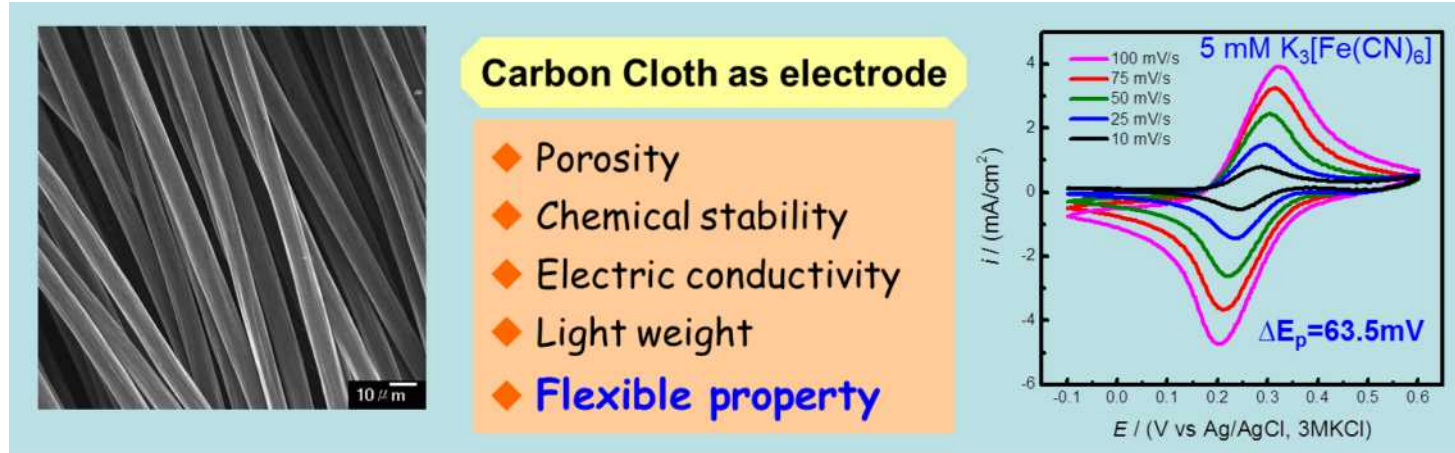 10 μm
Carbon Cloth as electrode
Porosity
Chemical stability
Electric conductivity
Light weight
Flexible property
5 mM K₃[Fe(CN)₆]
100 mV/s
75 mV/s
50 mV/s
25 mV/s
10 mV/s
ΔEₚ=63.5mV
j / (mA/cm²)
4
2
0
-2
-4
-6
-0.1 0.0 0.1 0.2 0.3 0.4 0.5 0.6
E / (V vs Ag/AgCl, 3MKCl)